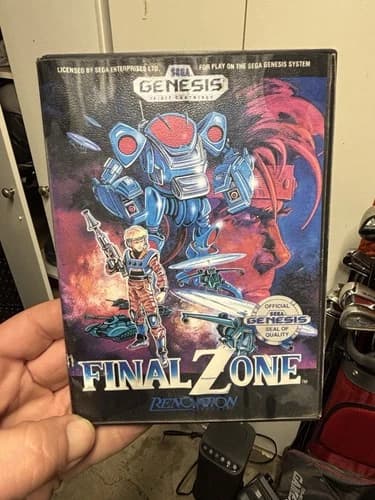 LICENSED BY SEGA ENTERPRISES LTD.
FOR PLAY ON THE SEGA GENESIS SYSTEM
SEGA
GENESIS
OFFICIAL
SEGA
GENESIS
SEAL OF
QUALITY
FINAL ZONE
TM
RENOVATION